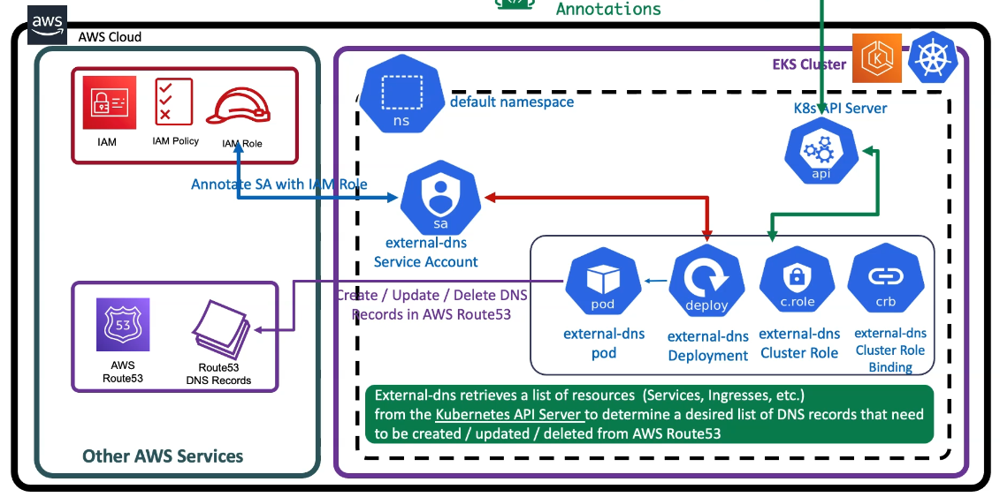 Annotations
aws
AWS Cloud
EKS Cluster
ns
default namespace
K8s API Server
api
IAM
IAM Policy
IAM Role
Annotate SA with IAM Role
sa
external-dns
Service Account
Create / Update / Delete DNS
Records in AWS Route53
pod
deploy
c.role
crb
external-dns
pod
external-dns
Deployment
external-dns
Cluster Role
external-dns
Cluster Role
Binding
53
AWS
Route53
Route53
DNS Records
External-dns retrieves a list of resources (Services, Ingresses, etc.)
from the Kubernetes API Server to determine a desired list of DNS records that need
to be created / updated / deleted from AWS Route53
Other AWS Services